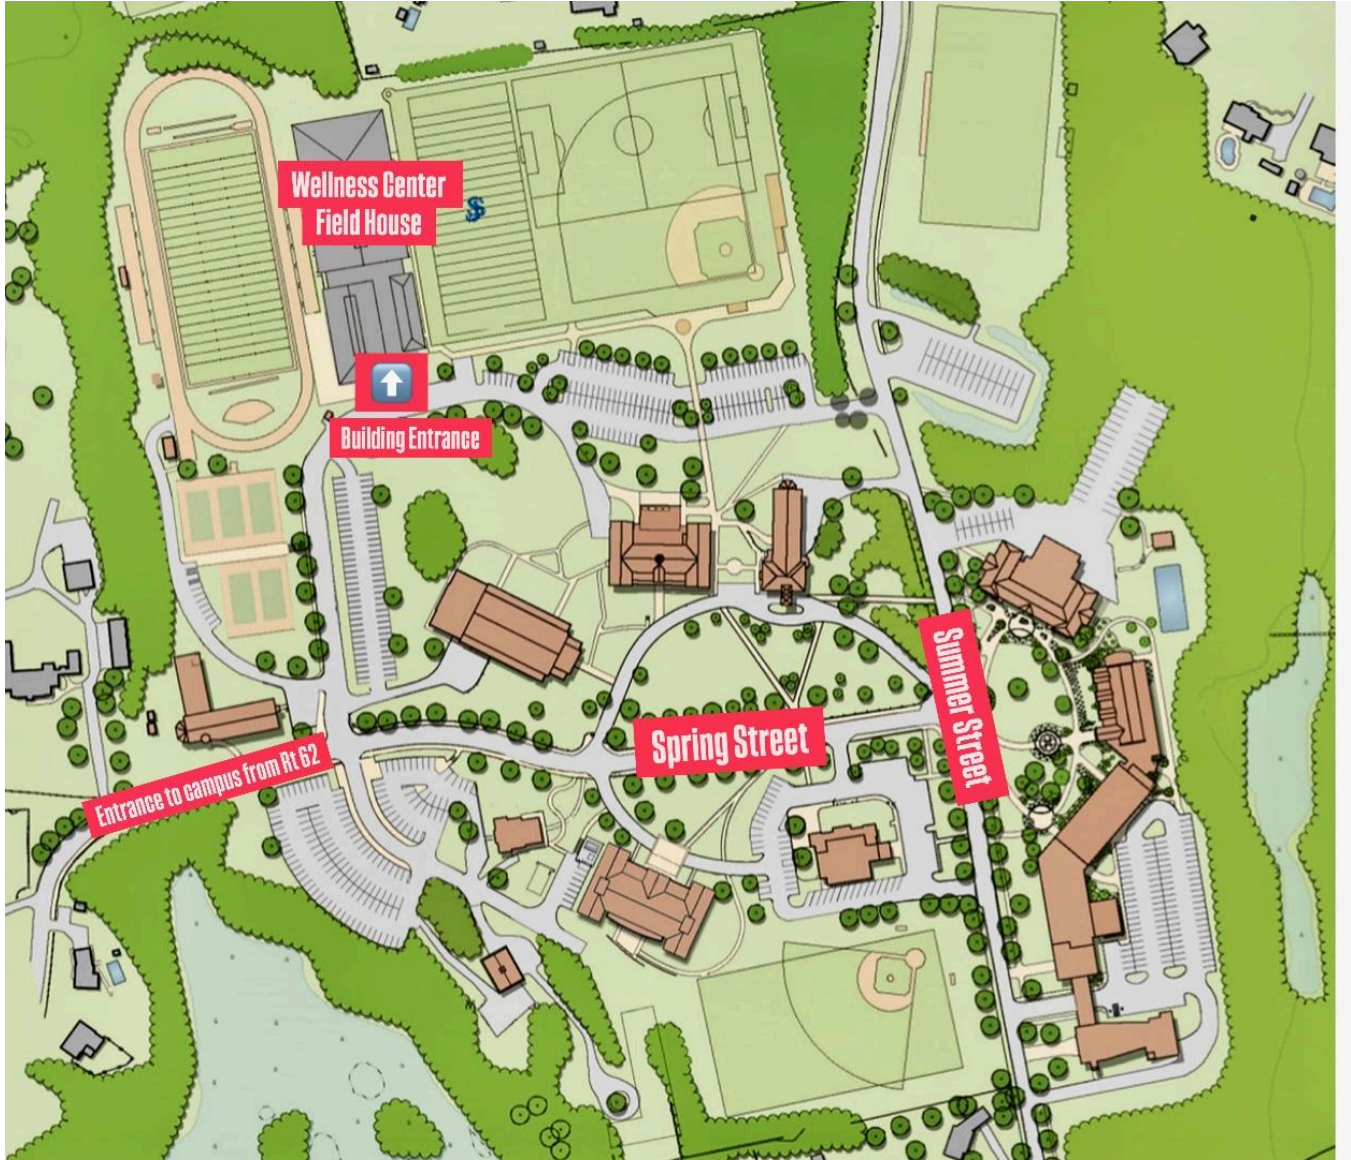 Wellness Center
Field House
Building Entrance
Summer Street
Spring Street
Entrance to campus from Rt 62